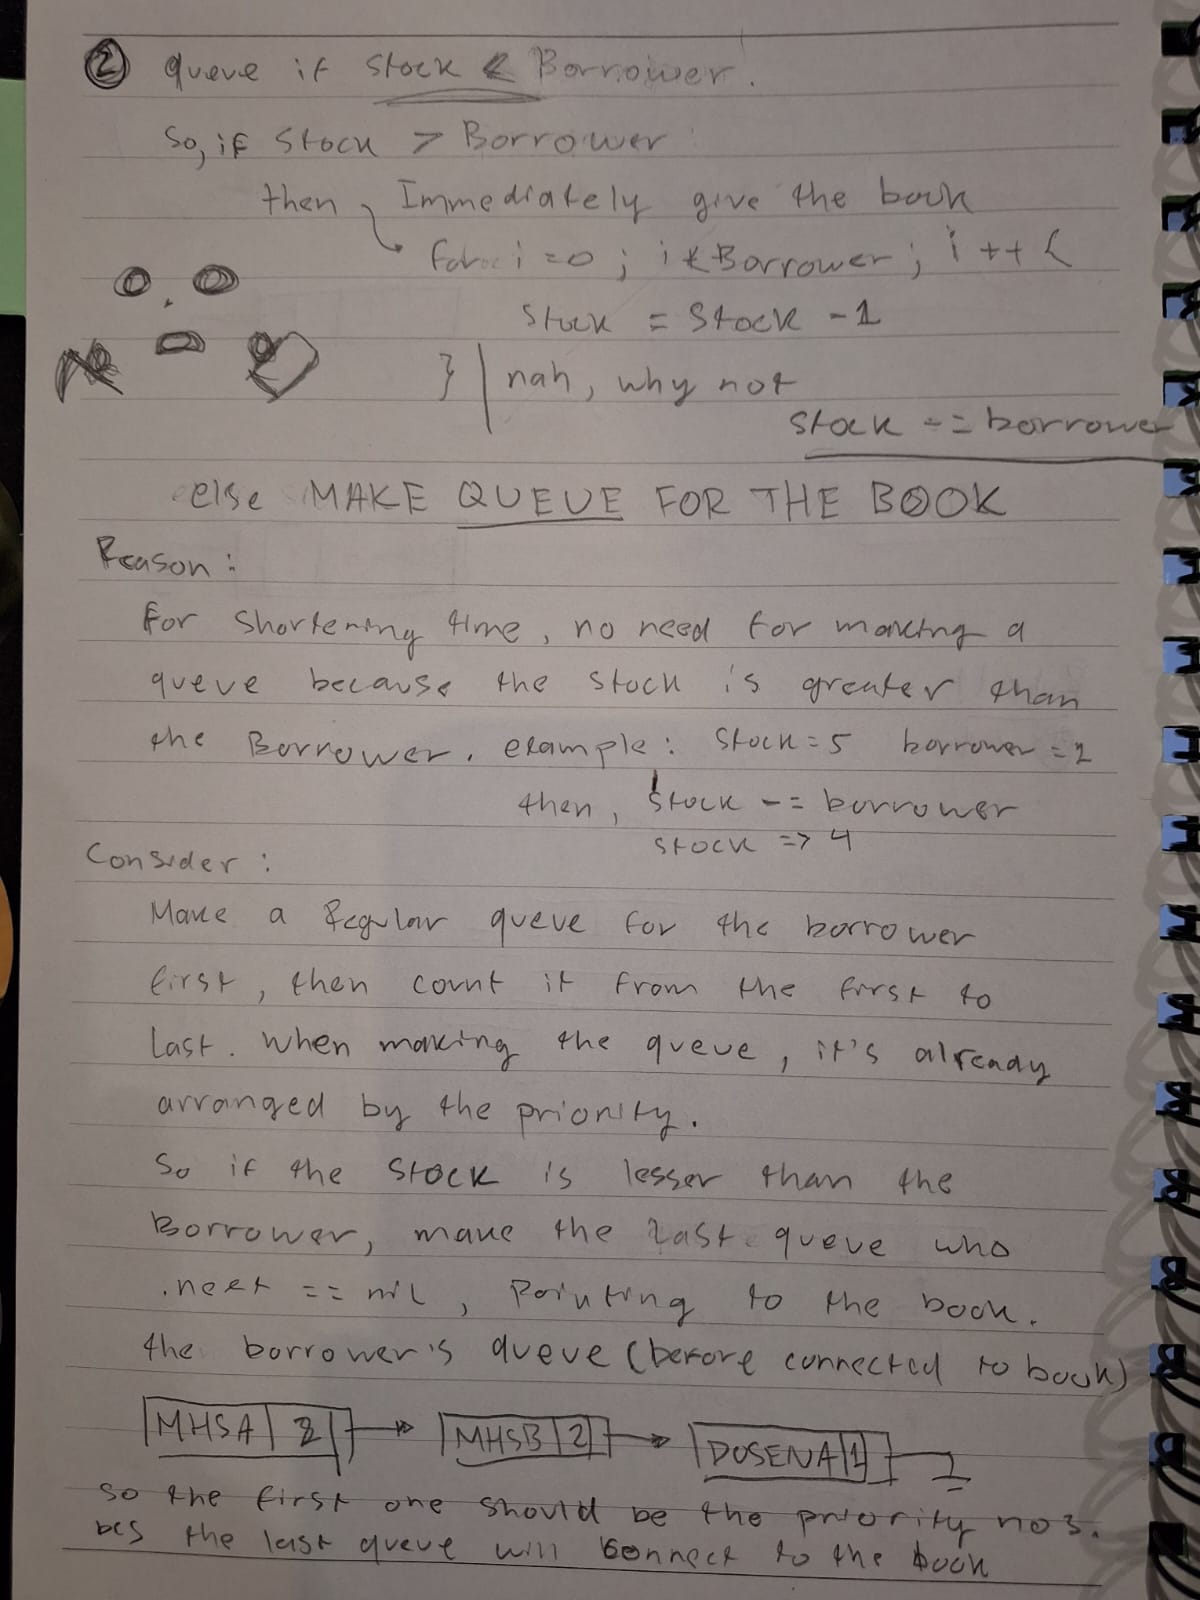 ② queue if stock < Borrower.
So, if stock > Borrower
then, Immediately give the book
for i=0; i < Borrower; i++ {
stock = stock -1
} | nah, why not
stock -= borrower
else MAKE QUEUE FOR THE BOOK
Reason:
for shortening time, no need for making a
queue because the stock is greater than
the Borrower. example: stock=5 borrower=2
then, stock -= borrower
stock => 4
Consider:
Make a Regular queue for the borrower
first, then count it from the first to
last. when making the queue, it's already
arranged by the priority.
So if the stock is lesser than the
Borrower, make the last queue who
.next == nil, Pointing to the book.
the borrower's queue (before connected to book)
MHSA | 3 → MHSB | 2 → DOSENA | 1
so the first one should be the priority no 3.
bcs the last queue will connect to the book